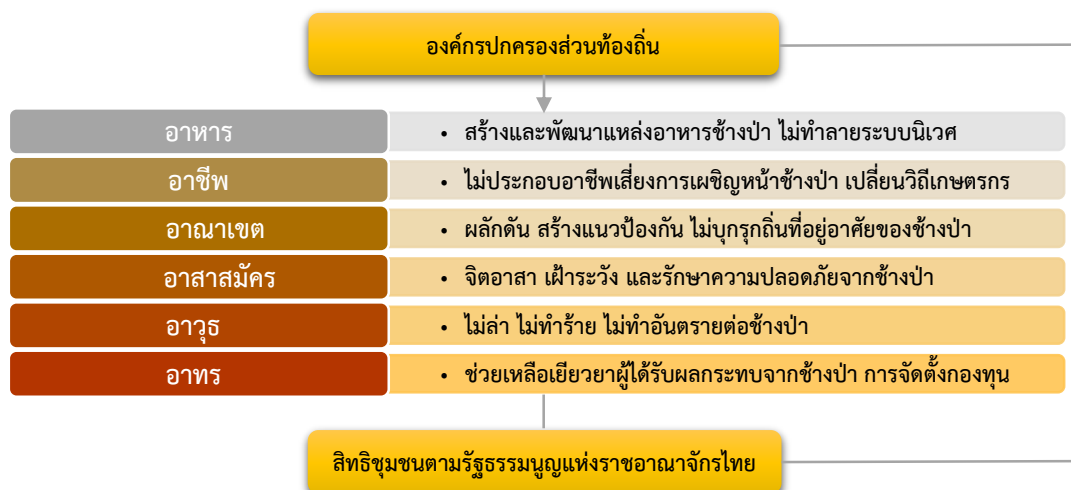 องค์กรปกครองส่วนท้องถิ่น
อาหาร
• สร้างและพัฒนาแหล่งอาหารช้างป่า ไม่ทำลายระบบนิเวศ
อาชีพ
• ไม่ประกอบอาชีพเสี่ยงการเผชิญหน้าช้างป่า เปลี่ยนวิถีเกษตรกร
อาณาเขต
• ผลักดัน สร้างแนวป้องกัน ไม่บุกรุกถิ่นที่อยู่อาศัยของช้างป่า
อาสาสมัคร
• จิตอาสา เฝ้าระวัง และรักษาความปลอดภัยจากช้างป่า
อาวุธ
• ไม่ล่า ไม่ทำร้าย ไม่ทำอันตรายต่อช้างป่า
อาทร
• ช่วยเหลือเยียวยาผู้ได้รับผลกระทบจากช้างป่า การจัดตั้งกองทุน
สิทธิชุมชนตามรัฐธรรมนูญแห่งราชอาณาจักรไทย